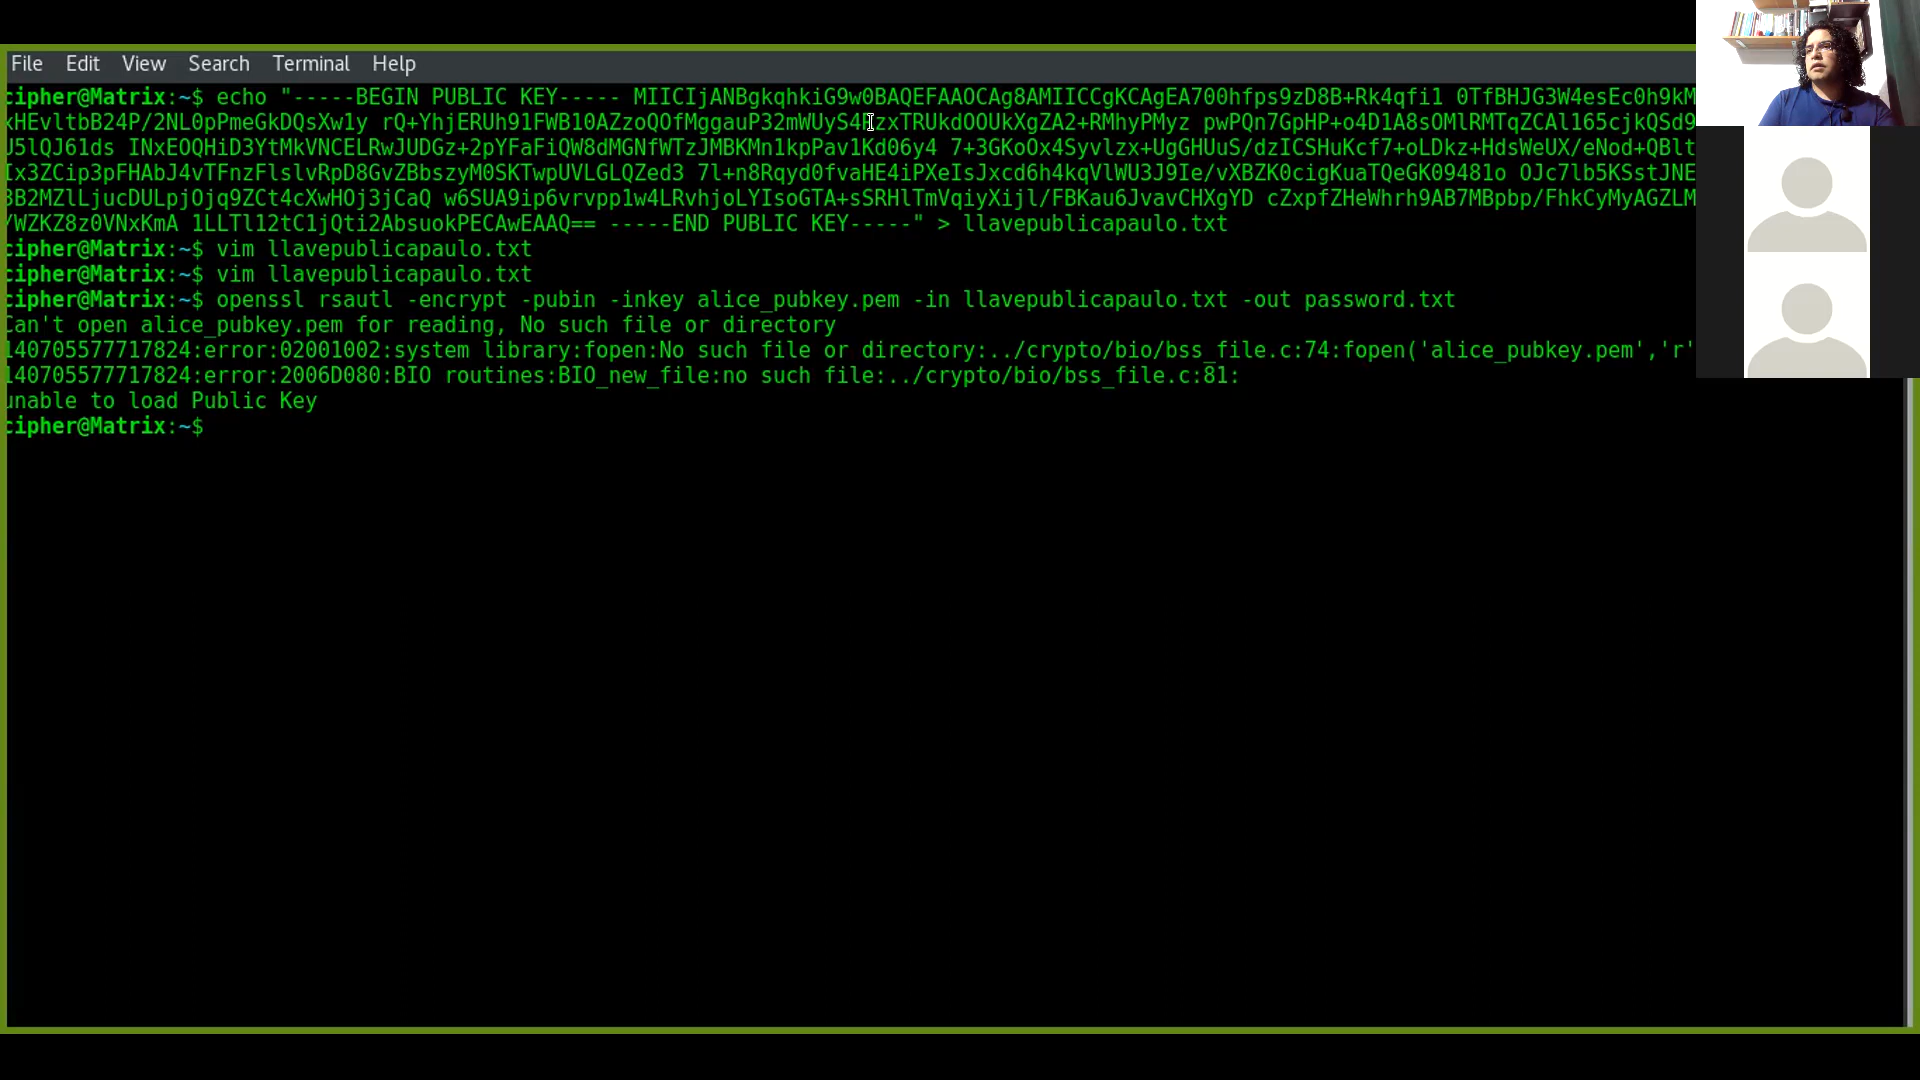 File Edit View Search Terminal Help
cipher@Matrix:~$ echo "-----BEGIN PUBLIC KEY----- MIICIjANBgkqhkiG9w0BAQEFAAOCAg8AMIICCgKCAgEA700hfps9zD8B+Rk4qfi1 0TfBHJG3W4esEc0h9kM
xHEvltbB24P/2NL0pPmeGkDQsXw1y rQ+YhjERUh91FWB10AZzoQOfMggauP32mWUyS4PzxTRUkdOOUkXgZA2+RMhyPMyz pwPQn7GpHP+o4D1A8sOMlRMTqZCAl165cjkQSd9
U5lQJ61ds INxEOQHiD3YtMkVNCELRwJUDGz+2pYFaFiQW8dMGNfWTzJMBKMn1kpPav1Kd06y4 7+3GKoOx4Syvlzx+UgGHUuS/dzICSHuKcf7+oLDkz+HdsWeUX/eNod+QBlt
Ix3ZCip3pFHAbJ4vTFnzFlslvRpD8GvZBbszyM0SKTwpUVLGLQZed3 7l+n8Rqyd0fvaHE4iPXeIsJxcd6h4kqVlWU3J9Ie/vXBZK0cigKuaTQeGK09481o OJc7lb5KSstJNE
3B2MZlLjucDULpjOjq9ZCt4cXwHOj3jCaQ w6SUA9ip6vrvpp1w4LRvhjoLYIsoGTA+sSRHlTmVqiyXijl/FBKau6JvavCHXgYD cZxpfZHeWhrh9AB7MBpbp/FhkCyMyAGZLM
/WZKZ8z0VNxKmA 1LLTl12tC1jQti2AbsuokPECAwEAAQ== -----END PUBLIC KEY-----" > llavepublicapaulo.txt
cipher@Matrix:~$ vim llavepublicapaulo.txt
cipher@Matrix:~$ vim llavepublicapaulo.txt
cipher@Matrix:~$ openssl rsautl -encrypt -pubin -inkey alice_pubkey.pem -in llavepublicapaulo.txt -out password.txt
Can't open alice_pubkey.pem for reading, No such file or directory
140705577717824:error:02001002:system library:fopen:No such file or directory:../crypto/bio/bss_file.c:74:fopen('alice_pubkey.pem','r'
140705577717824:error:2006D080:BIO routines:BIO_new_file:no such file:../crypto/bio/bss_file.c:81:
unable to load Public Key
cipher@Matrix:~$